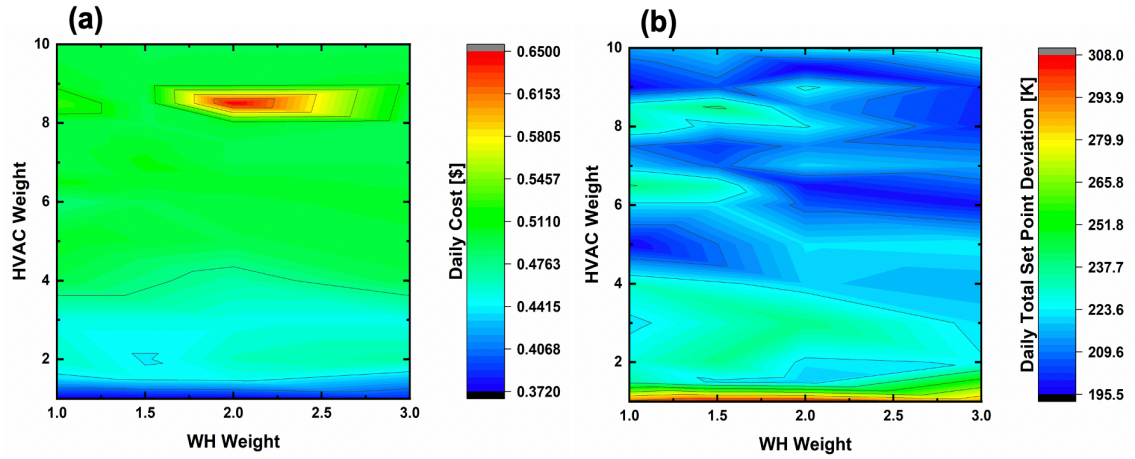 (a)
10
8
6
4
2
HVAC Weight
1.0 1.5 2.0 2.5 3.0
WH Weight
Daily Cost [$]
0.6500
0.6153
0.5805
0.5457
0.5110
0.4763
0.4415
0.4068
0.3720
(b)
10
8
6
4
2
HVAC Weight
1.0 1.5 2.0 2.5 3.0
WH Weight
Daily Total Set Point Deviation [K]
308.0
293.9
279.9
265.8
251.8
237.7
223.6
209.6
195.5